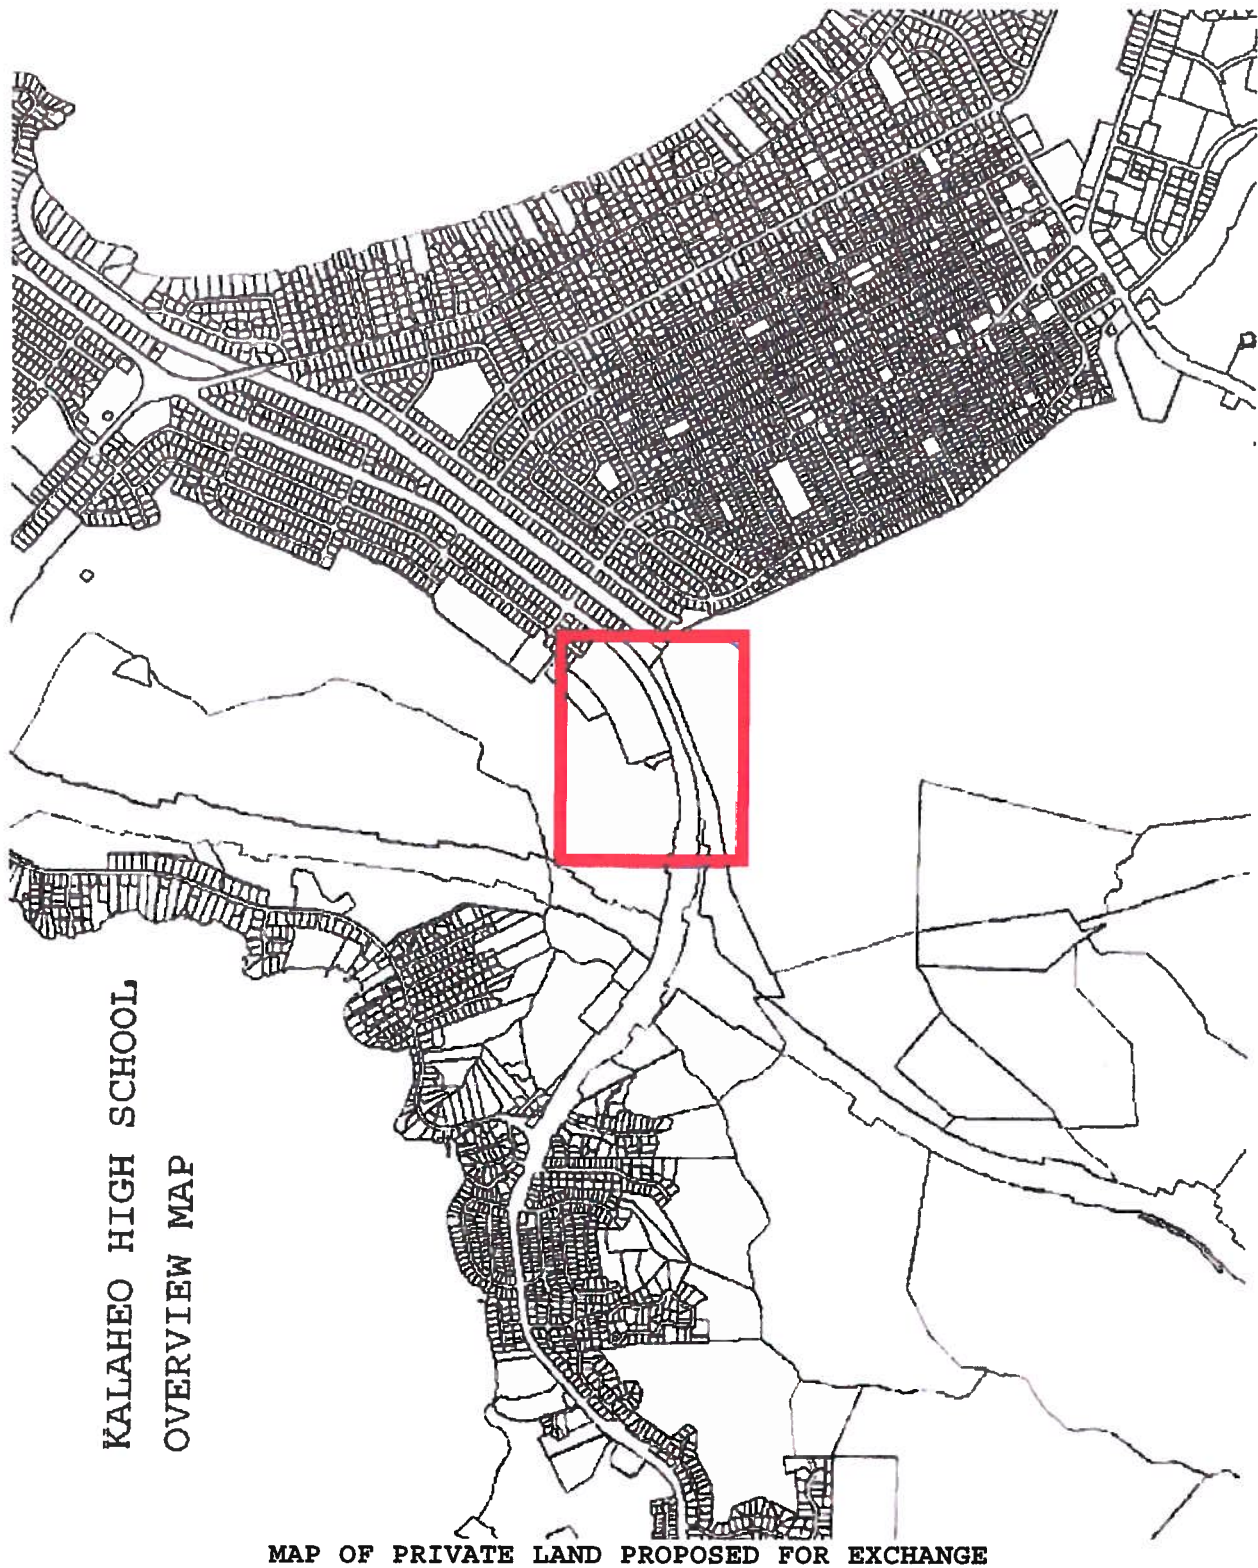 KALAHEO HIGH SCHOOL
OVERVIEW MAP
MAP OF PRIVATE LAND PROPOSED FOR EXCHANGE